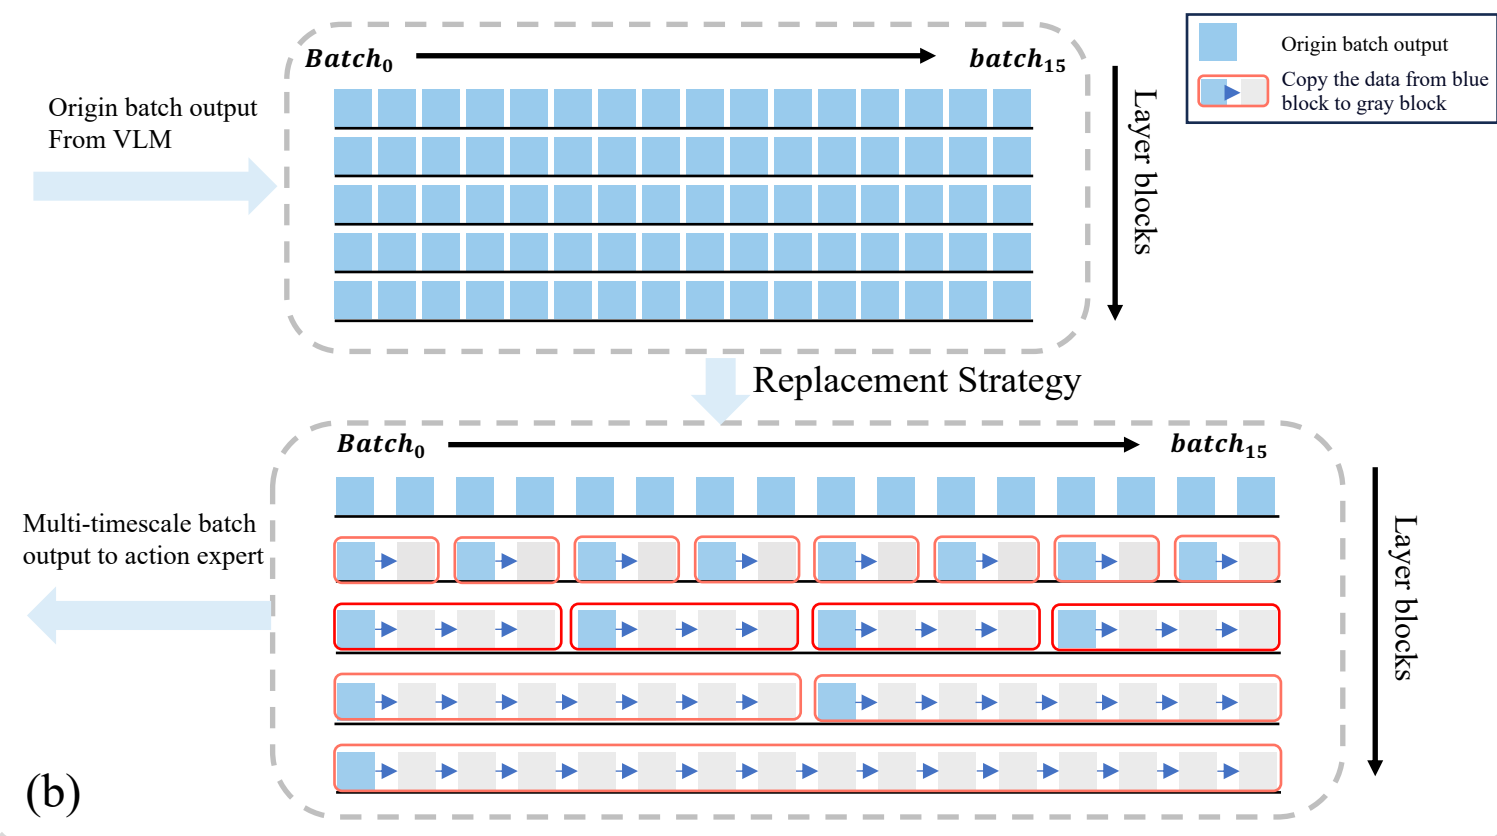 Batch₀
batch₁₅
Origin batch output
Copy the data from blue
block to gray block
Origin batch output
From VLM
Layer blocks
Replacement Strategy
Batch₀
batch₁₅
Multi-timescale batch
output to action expert
Layer blocks
(b)